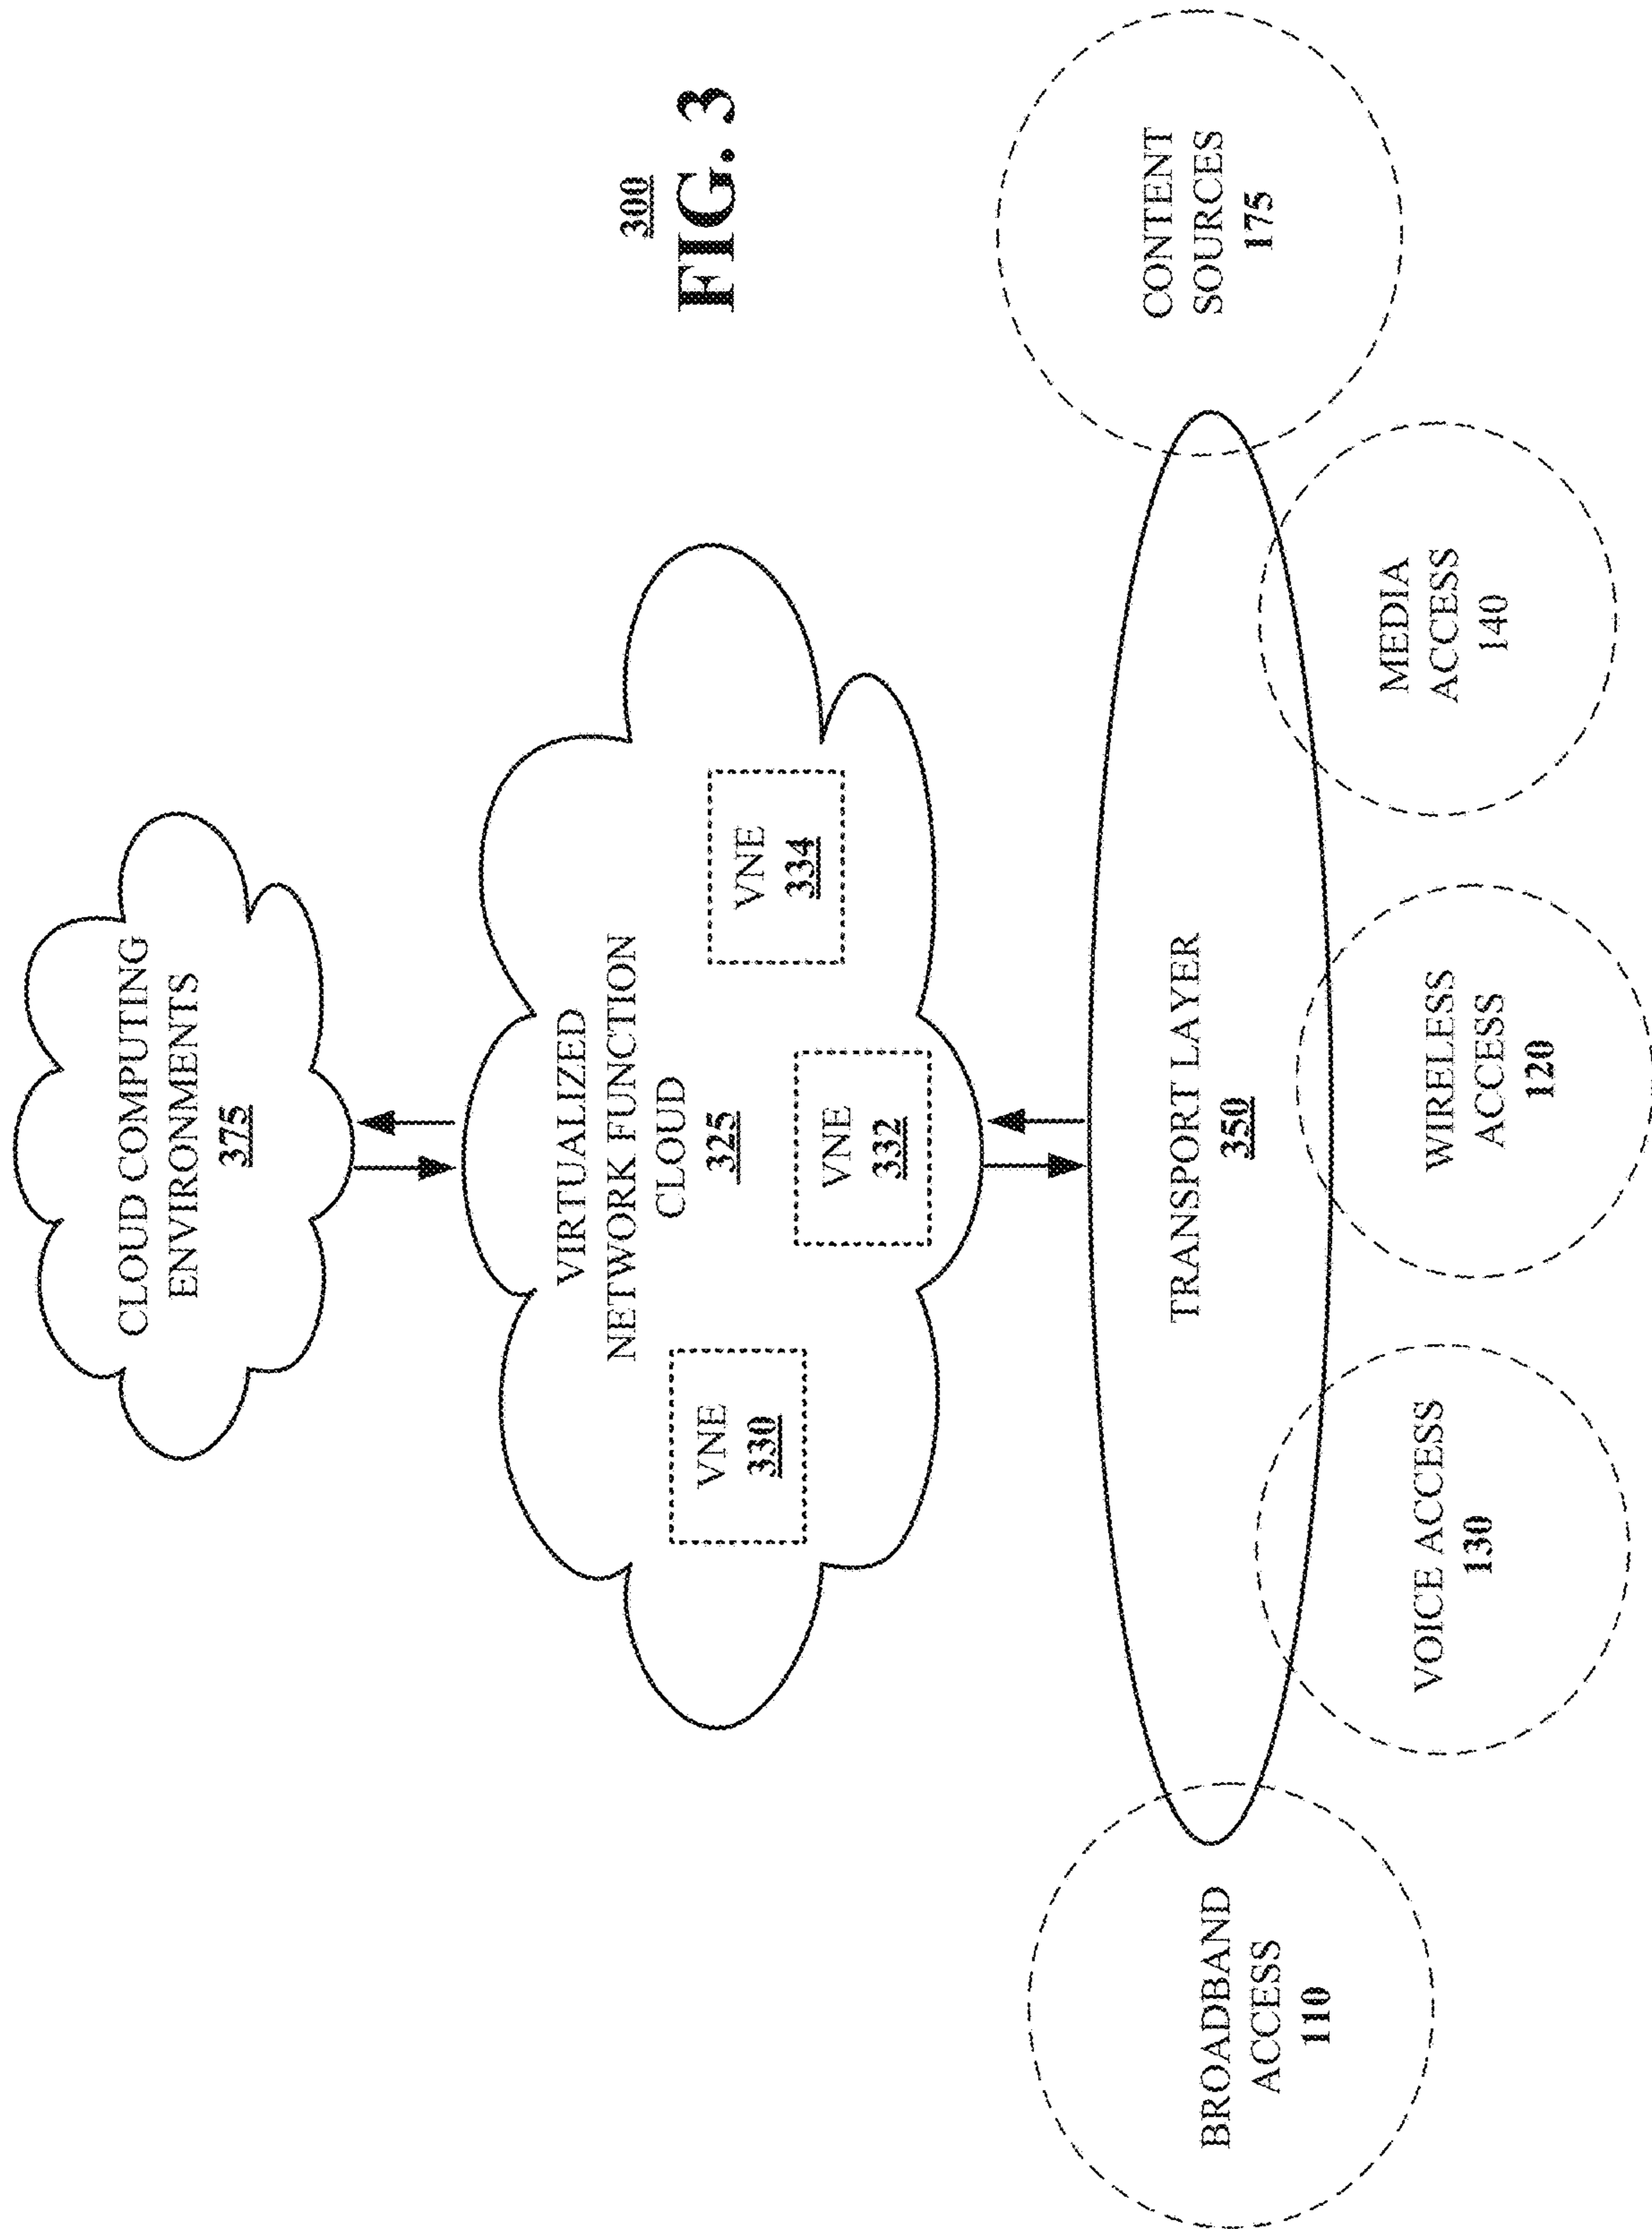 CLOUD COMPUTING
ENVIRONMENTS
375
VIRTUALIZED
NETWORK FUNCTION
CLOUD
325
VNE
330
VNE
332
VNE
334
300
FIG. 3
TRANSPORT LAYER
350
BROADBAND
ACCESS
110
VOICE ACCESS
130
WIRELESS
ACCESS
120
MEDIA
ACCESS
140
CONTENT
SOURCES
175